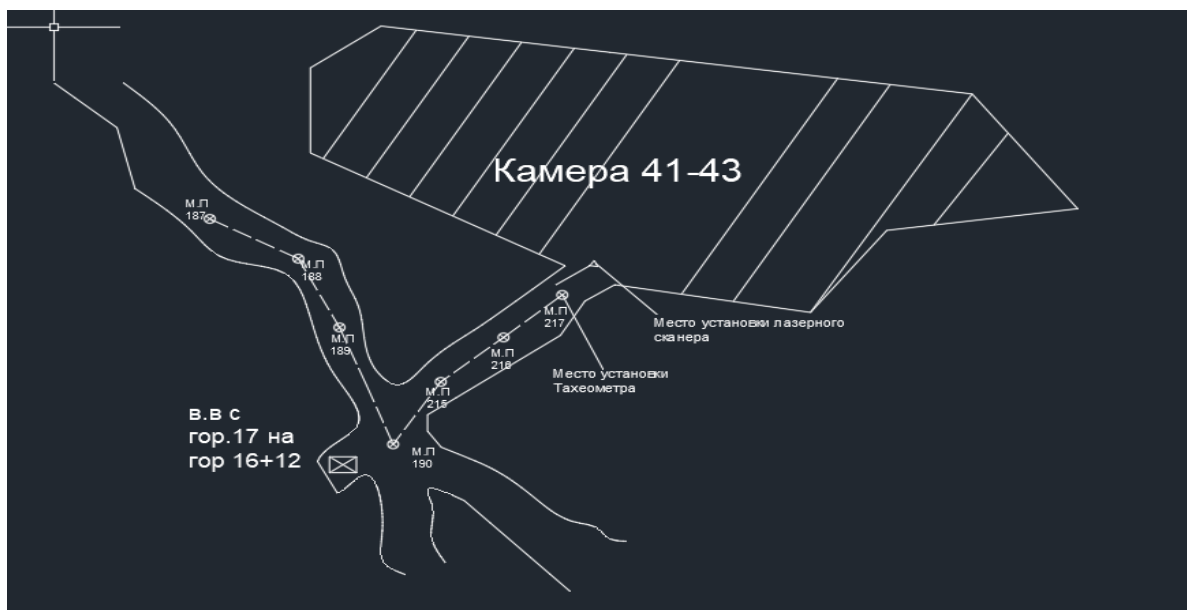 Камера 41-43
М.П
187
М.П
188
М.П
189
М.П
217
М.П
216
М.П
215
М.П
190
Место установки лазерного
сканера
Место установки
Тахеометра
в.в с
гор.17 на
гор 16+12